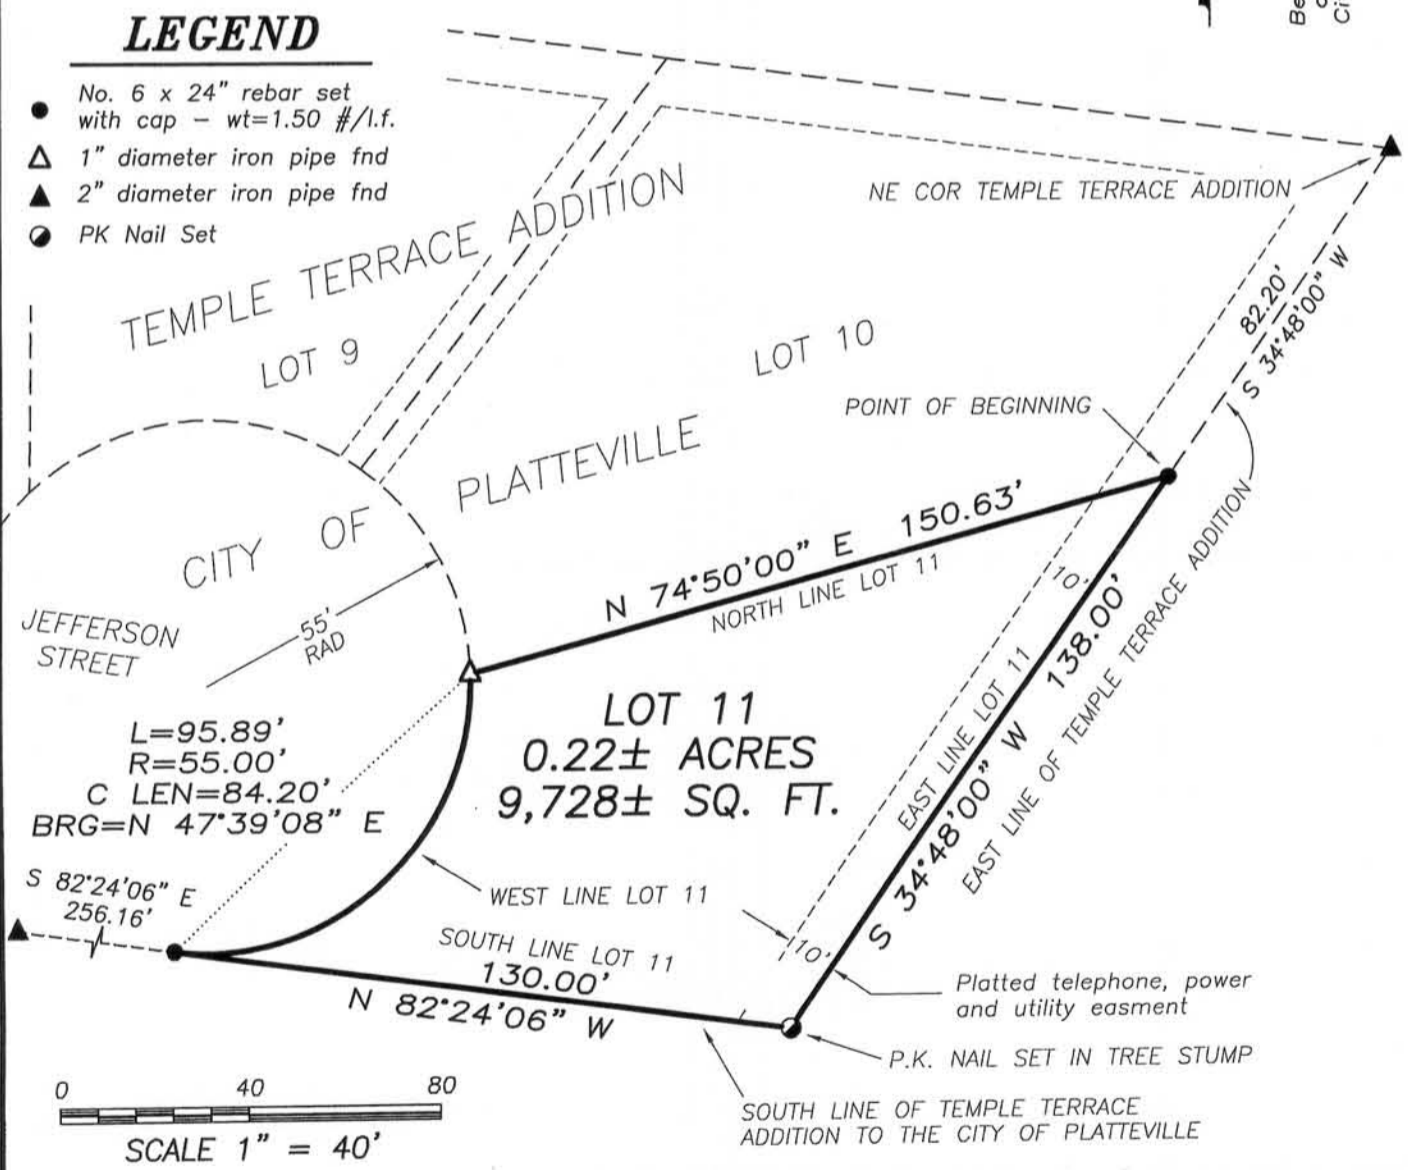 LEGEND
No. 6 x 24" rebar set
with cap - wt=1.50 #/l.f.
1" diameter iron pipe fnd
2" diameter iron pipe fnd
PK Nail Set
Be
Ci
NE COR TEMPLE TERRACE ADDITION
TEMPLE TERRACE ADDITION
LOT 9
LOT 10
82.20'
S 34°48'00" W
POINT OF BEGINNING
CITY OF PLATTEVILLE
N 74°50'00" E 150.63'
NORTH LINE LOT 11
JEFFERSON
STREET
55'
RAD
10'
EAST LINE LOT 11
S 34°48'00" W 138.00'
EAST LINE OF TEMPLE TERRACE ADDITION
LOT 11
0.22± ACRES
9,728± SQ. FT.
L=95.89'
R=55.00'
C LEN=84.20'
BRG=N 47°39'08" E
S 82°24'06" E
256.16'
WEST LINE LOT 11
SOUTH LINE LOT 11
130.00'
N 82°24'06" W
10'
Platted telephone, power
and utility easment
P.K. NAIL SET IN TREE STUMP
SOUTH LINE OF TEMPLE TERRACE
ADDITION TO THE CITY OF PLATTEVILLE
0 40 80
SCALE 1" = 40'